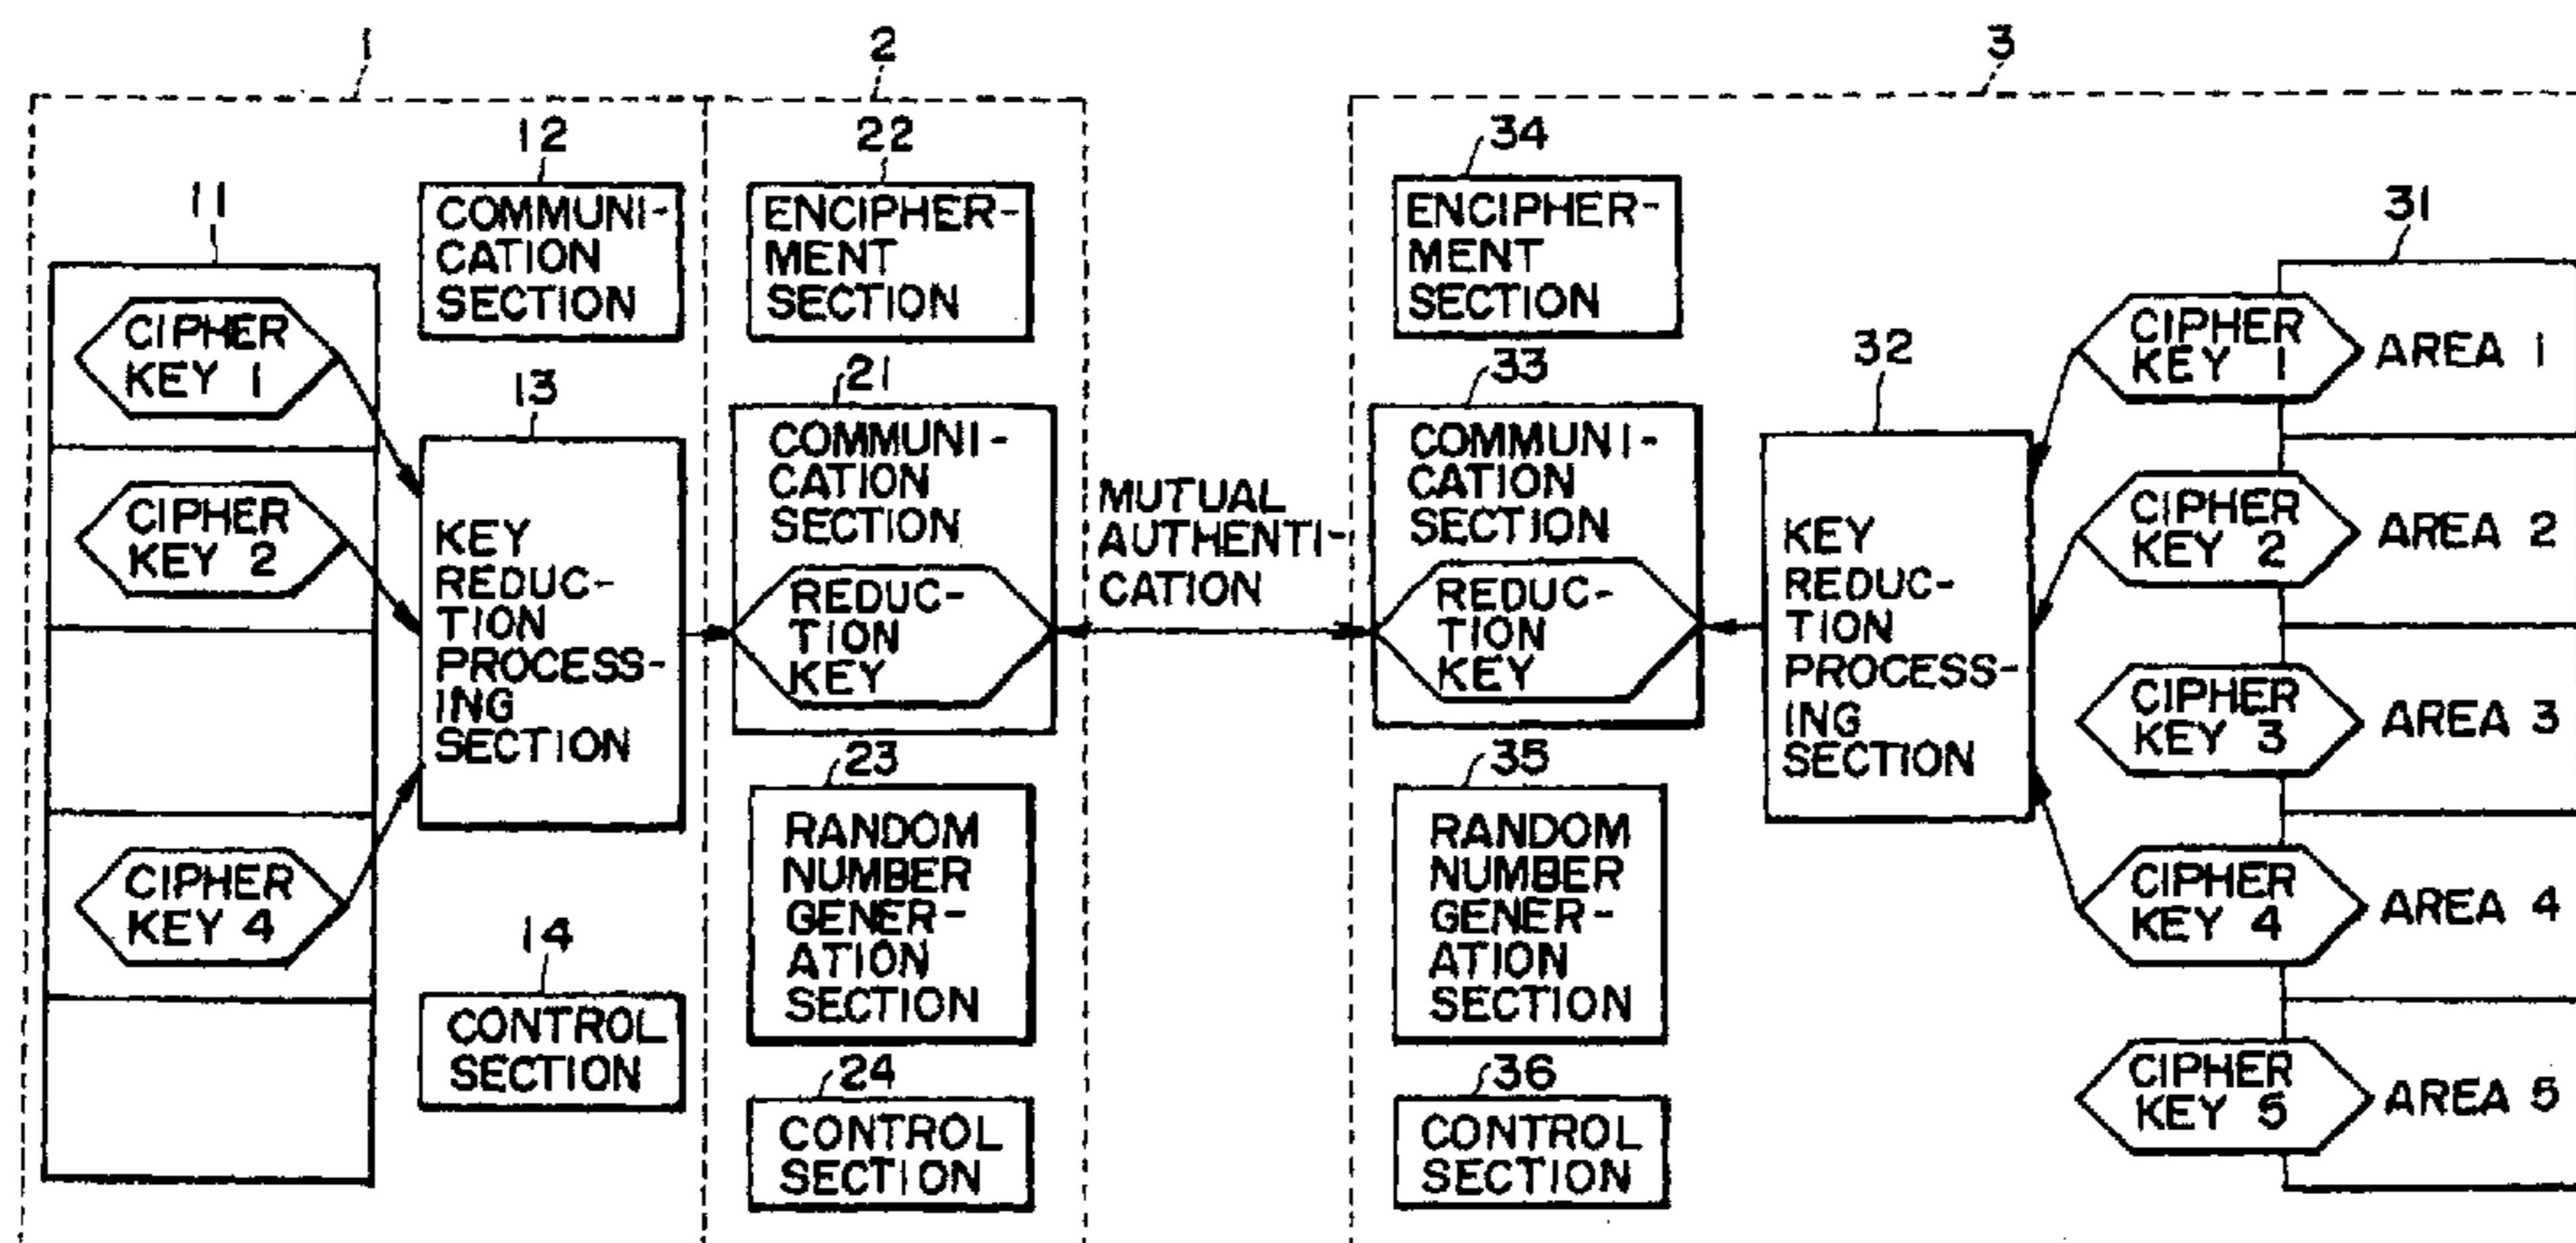 1
2
3
11
CIPHER
KEY 1
CIPHER
KEY 2
CIPHER
KEY 4
12
COMMUNI-
CATION
SECTION
13
KEY
REDUC-
TION
PROCESS-
ING
SECTION
14
CONTROL
SECTION
22
ENCIPHER-
MENT
SECTION
21
COMMUNI-
CATION
SECTION
REDUC-
TION
KEY
23
RANDOM
NUMBER
GENER-
ATION
SECTION
24
CONTROL
SECTION
MUTUAL
AUTHENTI-
CATION
34
ENCIPHER-
MENT
SECTION
33
COMMUNI-
CATION
SECTION
REDUC-
TION
KEY
35
RANDOM
NUMBER
GENER-
ATION
SECTION
36
CONTROL
SECTION
32
KEY
REDUC-
TION
PROCESS-
ING
SECTION
31
CIPHER
KEY 1
AREA 1
CIPHER
KEY 2
AREA 2
CIPHER
KEY 3
AREA 3
CIPHER
KEY 4
AREA 4
CIPHER
KEY 5
AREA 5